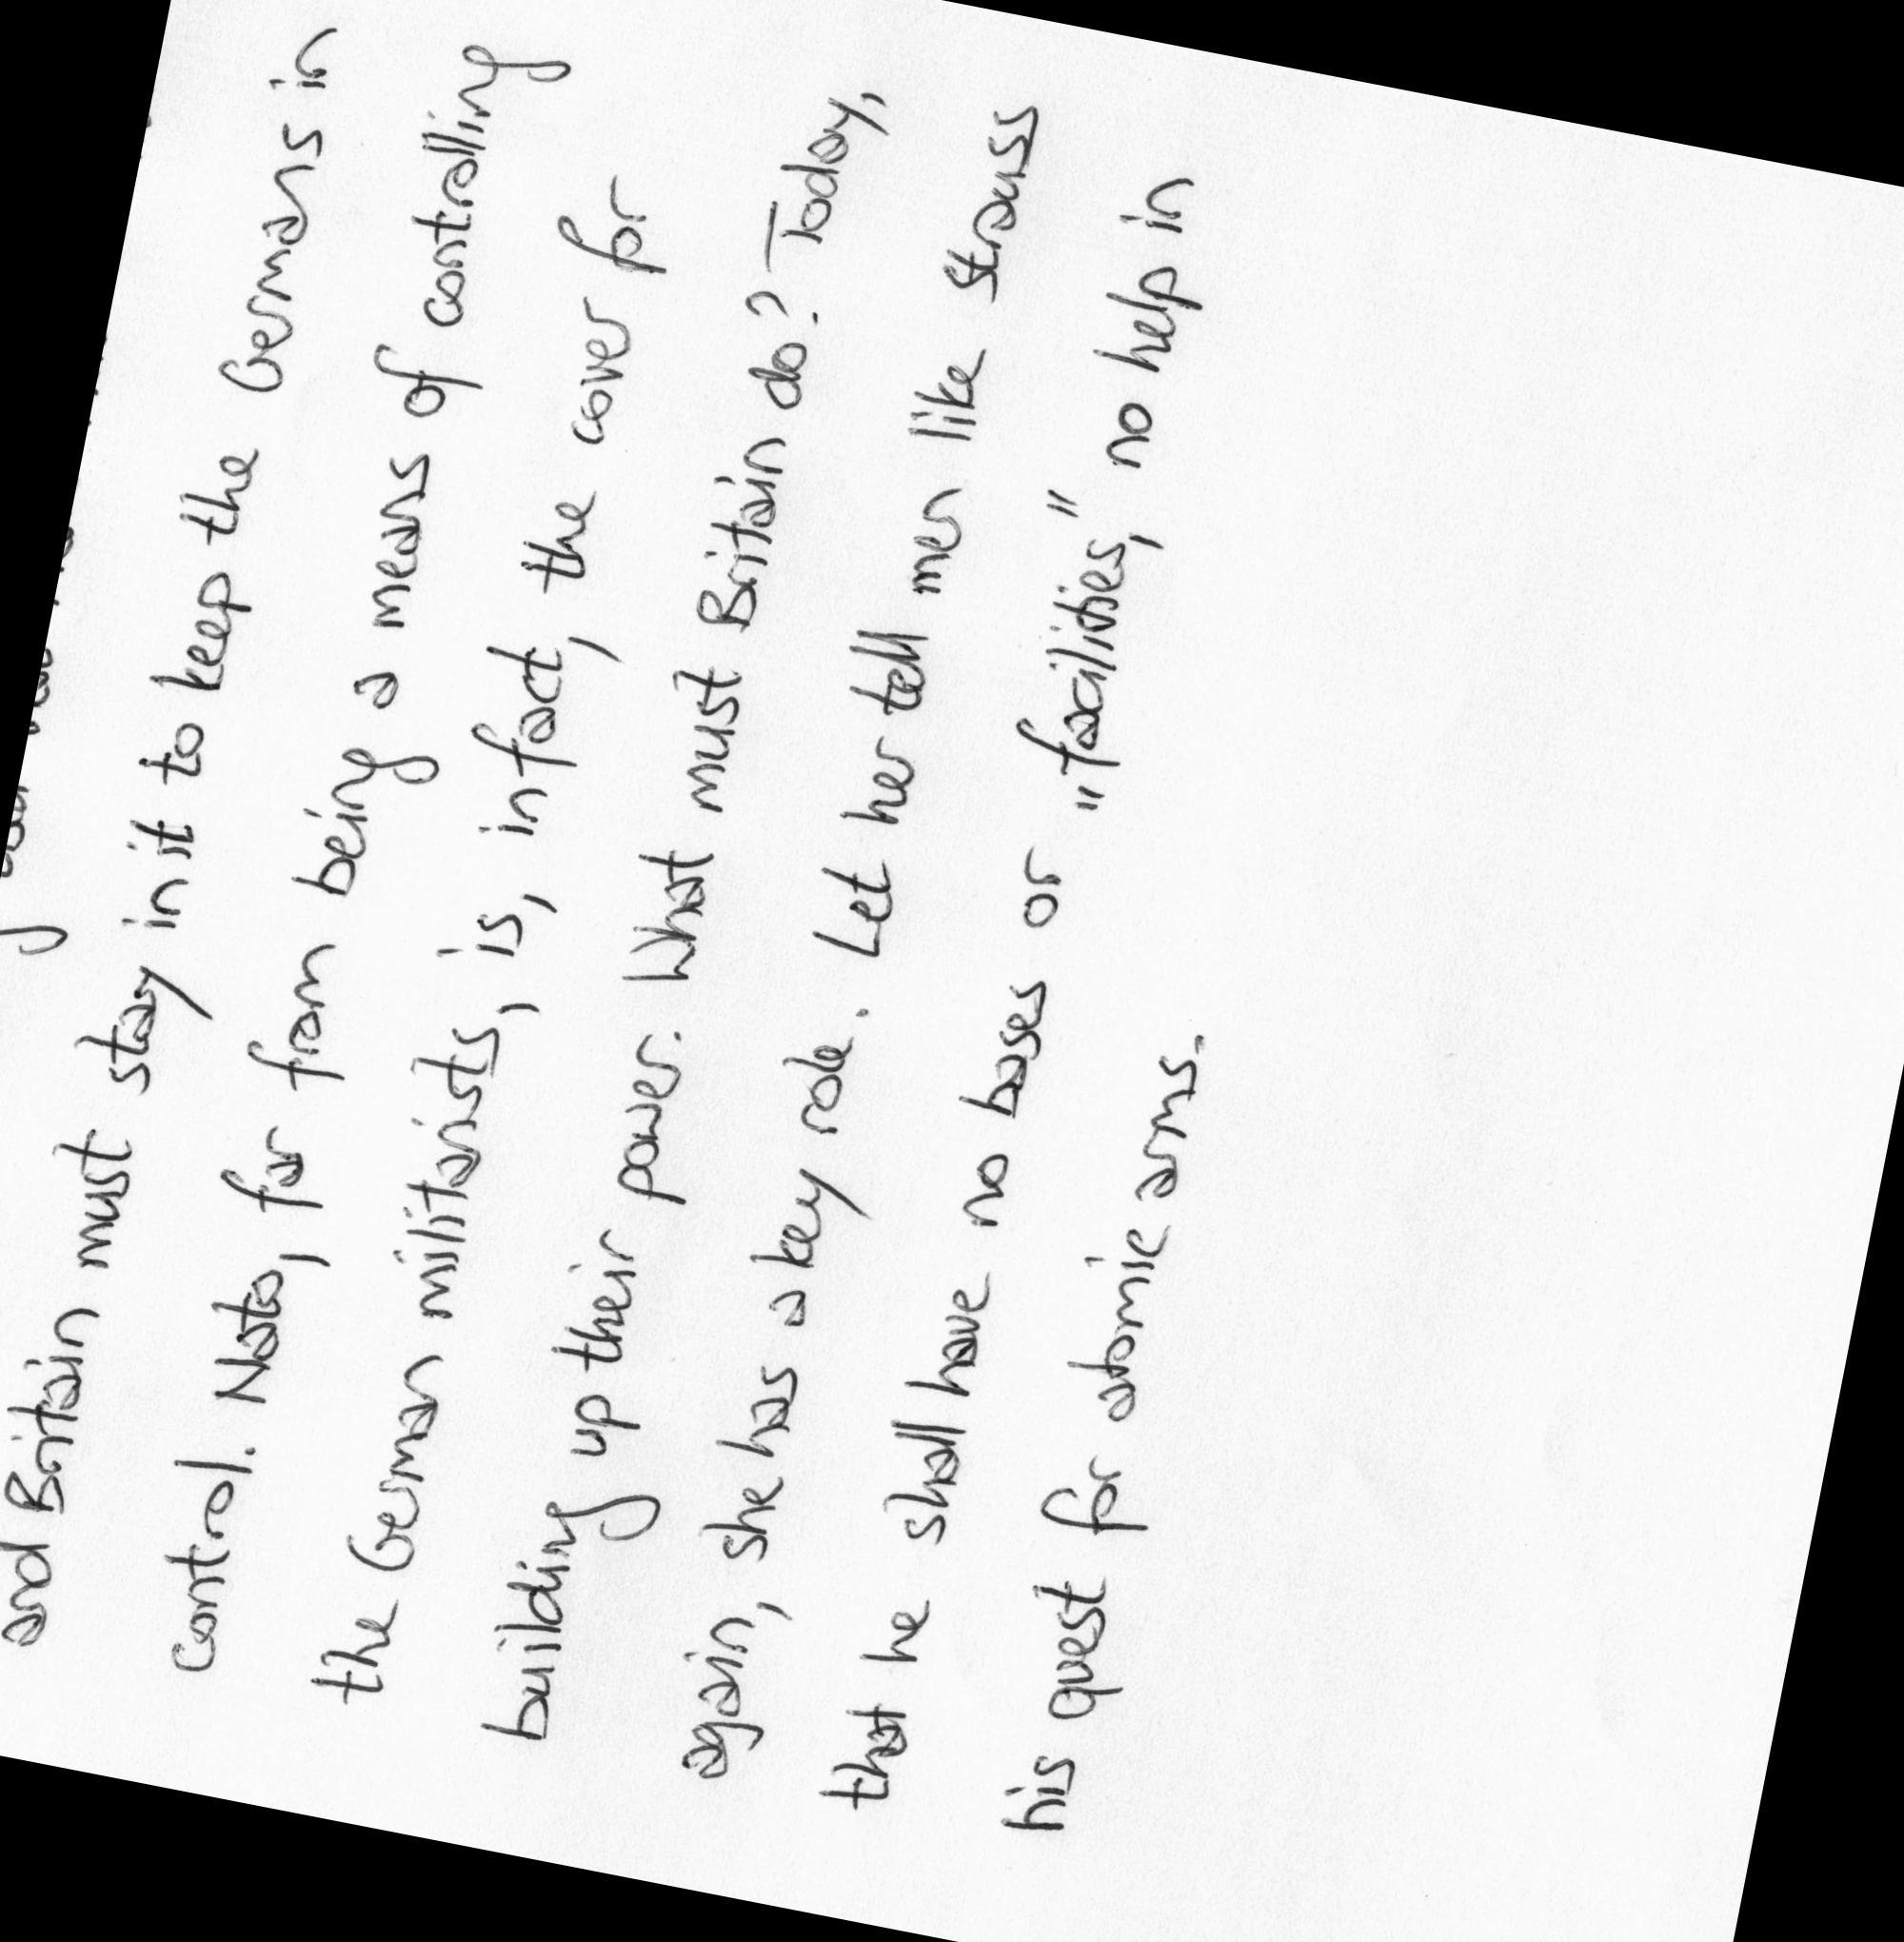 and Britain must stay in it to keep the Germans in
control. Nato, far from being a means of controlling
the German militarists, is, in fact, the cover for
building up their power. What must Britain do? Today,
again, she has a key role. Let her tell men like Strauss
that he shall have no bases or "facilities," no help in
his quest for atomic arms.